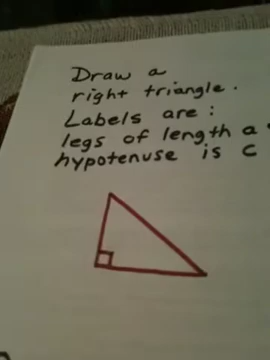 Draw a
right triangle.
Labels are:
legs of length a
hypotenuse is c